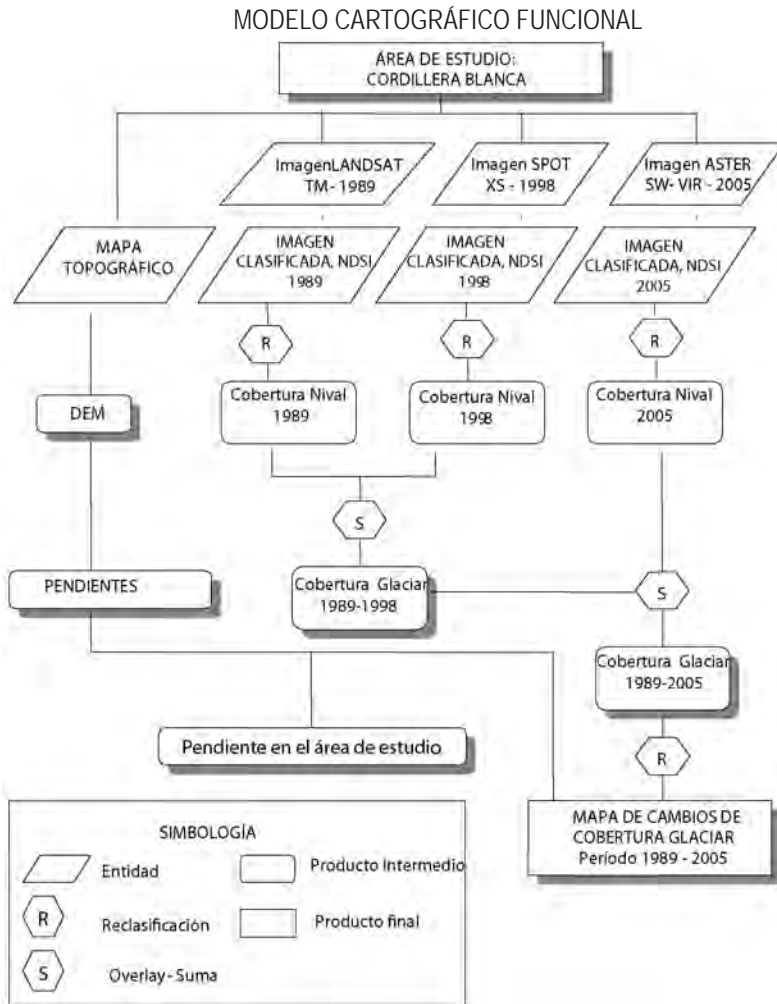 MODELO CARTOGRÁFICO FUNCIONAL
ÁREA DE ESTUDIO:
CORDILLERA BLANCA
ImagenLANDSAT
TM- 1989
Imagen SPOT
XS - 1998
Imagen ASTER
SW- VIR - 2005
MAPA
TOPOGRÁFICO
IMAGEN
CLASIFICADA, NDSI
1989
IMAGEN
CLASIFICADA, NDSI
1998
IMAGEN
CLASIFICADA, NDSI
2005
R
R
R
DEM
Cobertura Nival
1989
Cobertura Nival
1998
Cobertura Nival
2005
S
PENDIENTES
Cobertura Glaciar
1989-1998
S
Cobertura Glaciar
1989-2005
Pendiente en el área de estudio
R
MAPA DE CAMBIOS DE
COBERTURA GLACIAR
Período 1989 - 2005
SIMBOLOGÍA
Entidad
Producto Intermedio
R
Reclasificación
Producto final
S
Overlay- Suma